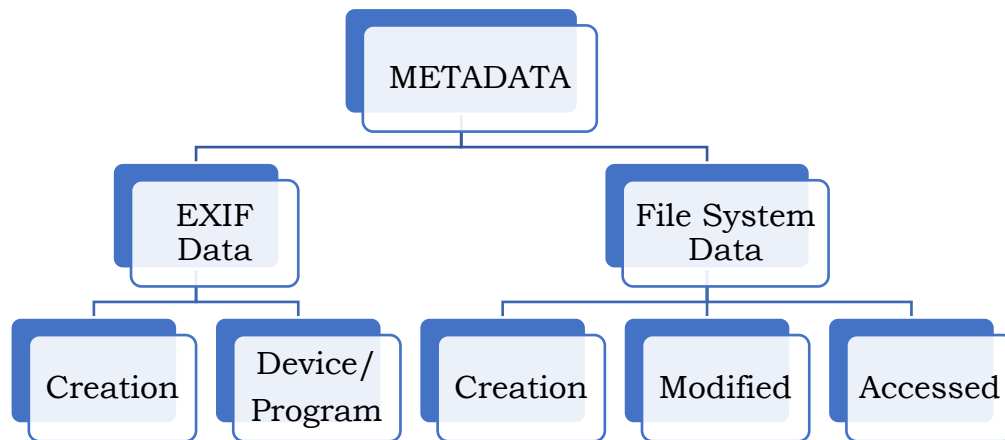 METADATA
EXIF
Data
File System
Data
Creation
Device/
Program
Creation
Modified
Accessed